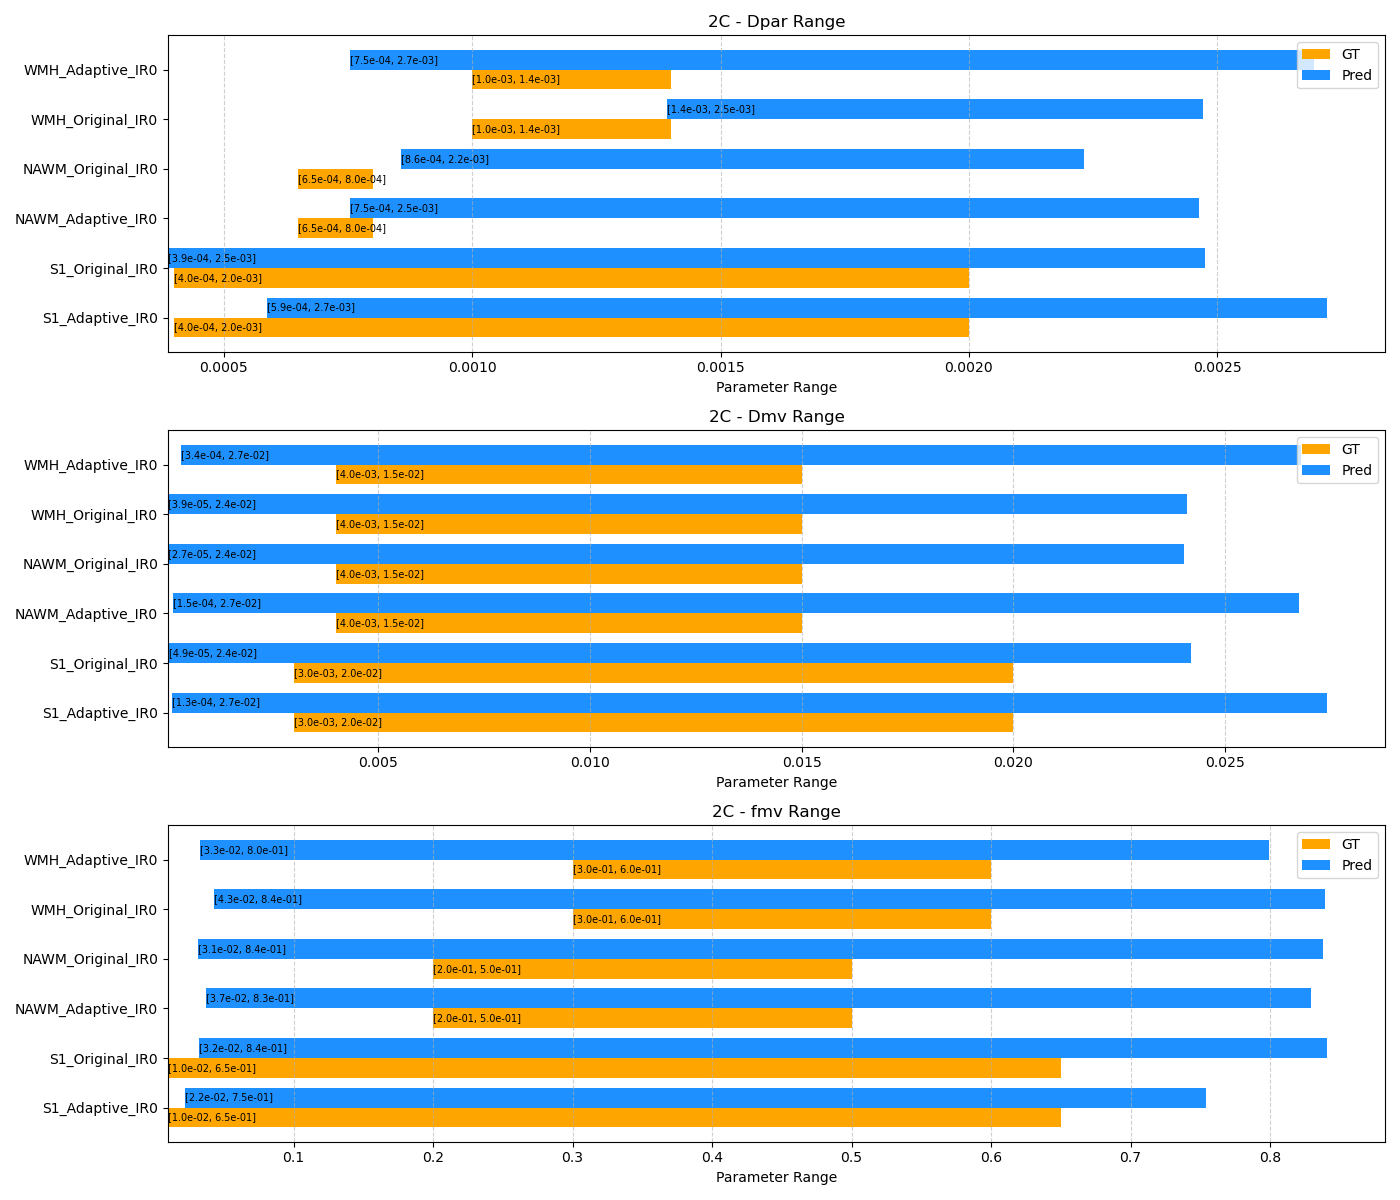 2C - Dpar Range
GT
Pred
WMH_Adaptive_IR0
[7.5e-04, 2.7e-03]
[1.0e-03, 1.4e-03]
WMH_Original_IR0
[1.4e-03, 2.5e-03]
[1.0e-03, 1.4e-03]
NAWM_Original_IR0
[8.6e-04, 2.2e-03]
[6.5e-04, 8.0e-04]
NAWM_Adaptive_IR0
[7.5e-04, 2.5e-03]
[6.5e-04, 8.0e-04]
S1_Original_IR0
[3.9e-04, 2.5e-03]
[4.0e-04, 2.0e-03]
S1_Adaptive_IR0
[5.9e-04, 2.7e-03]
[4.0e-04, 2.0e-03]
0.0005 0.0010 0.0015 0.0020 0.0025
Parameter Range
2C - Dmv Range
GT
Pred
WMH_Adaptive_IR0
[3.4e-04, 2.7e-02]
[4.0e-03, 1.5e-02]
WMH_Original_IR0
[3.9e-05, 2.4e-02]
[4.0e-03, 1.5e-02]
NAWM_Original_IR0
[2.7e-05, 2.4e-02]
[4.0e-03, 1.5e-02]
NAWM_Adaptive_IR0
[1.5e-04, 2.7e-02]
[4.0e-03, 1.5e-02]
S1_Original_IR0
[4.9e-05, 2.4e-02]
[3.0e-03, 2.0e-02]
S1_Adaptive_IR0
[1.3e-04, 2.7e-02]
[3.0e-03, 2.0e-02]
0.005 0.010 0.015 0.020 0.025
Parameter Range
2C - fmv Range
GT
Pred
WMH_Adaptive_IR0
[3.3e-02, 8.0e-01]
[3.0e-01, 6.0e-01]
WMH_Original_IR0
[4.3e-02, 8.4e-01]
[3.0e-01, 6.0e-01]
NAWM_Original_IR0
[3.1e-02, 8.4e-01]
[2.0e-01, 5.0e-01]
NAWM_Adaptive_IR0
[3.7e-02, 8.3e-01]
[2.0e-01, 5.0e-01]
S1_Original_IR0
[3.2e-02, 8.4e-01]
[1.0e-02, 6.5e-01]
S1_Adaptive_IR0
[2.2e-02, 7.5e-01]
[1.0e-02, 6.5e-01]
0.1 0.2 0.3 0.4 0.5 0.6 0.7 0.8
Parameter Range